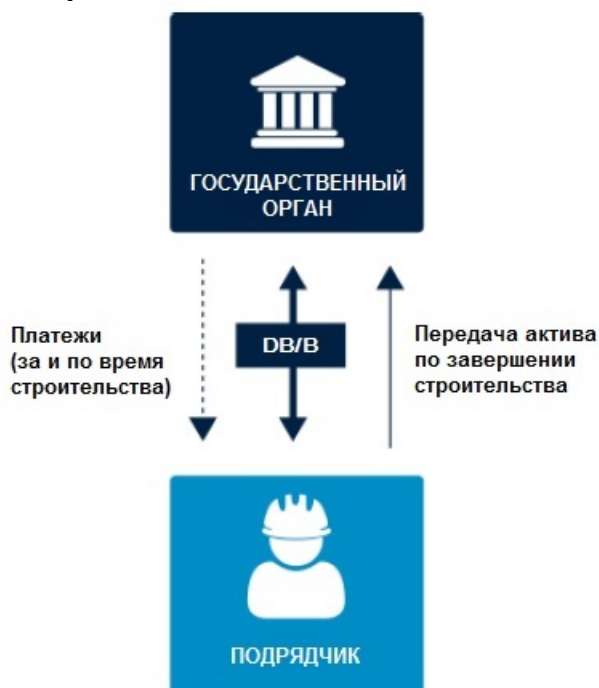 ГОСУДАРСТВЕННЫЙ
ОРГАН
Платежи
(за и по время
строительства)
DB/B
Передача актива
по завершении
строительства
ПОДРЯДЧИК